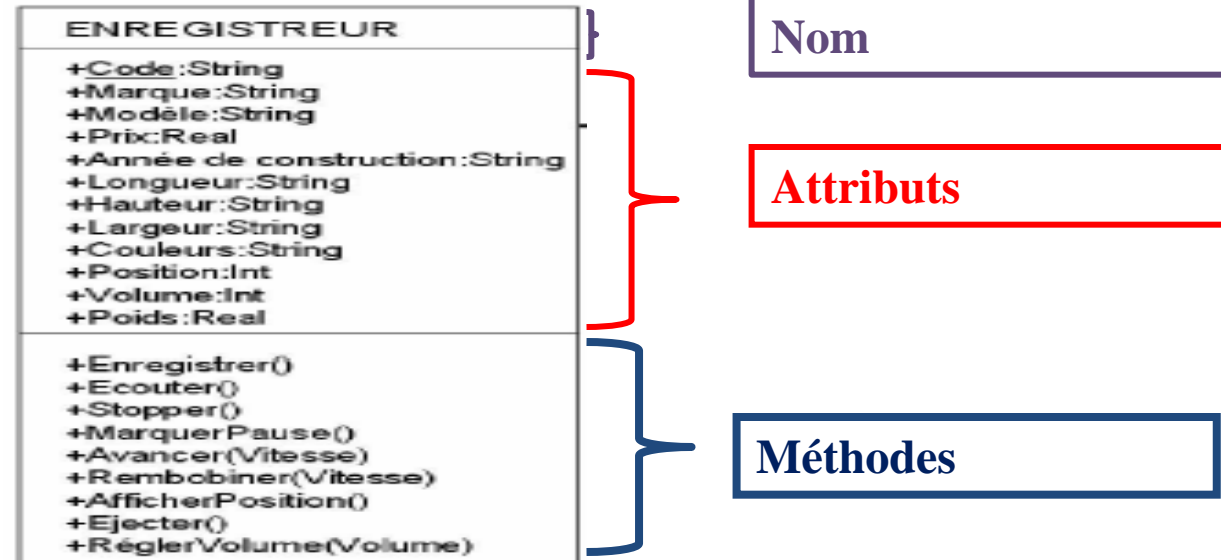 ENREGISTREUR
Nom
+Code:String
+Marque:String
+Modèle:String
+Prix:Real
+Année de construction:String
+Longueur:String
+Hauteur:String
+Largeur:String
+Couleurs:String
+Position:Int
+Volume:Int
+Poids:Real
Attributs
+Enregistrer()
+Ecouter()
+Stopper()
+MarquerPause()
+Avancer(Vitesse)
+Rembobiner(Vitesse)
+AfficherPosition()
+Ejecter()
+RéglerVolume(Volume)
Méthodes